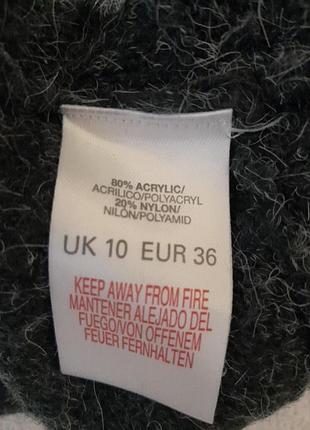 80% ACRYLIC/
ACRILICO/POLYACRYL
20% NYLON/
NILÓN/POLYAMID
UK 10 EUR 36
KEEP AWAY FROM FIRE
MANTENER ALEJADO DEL
FUEGO/VON OFFENEM
FEUER FERNHALTEN